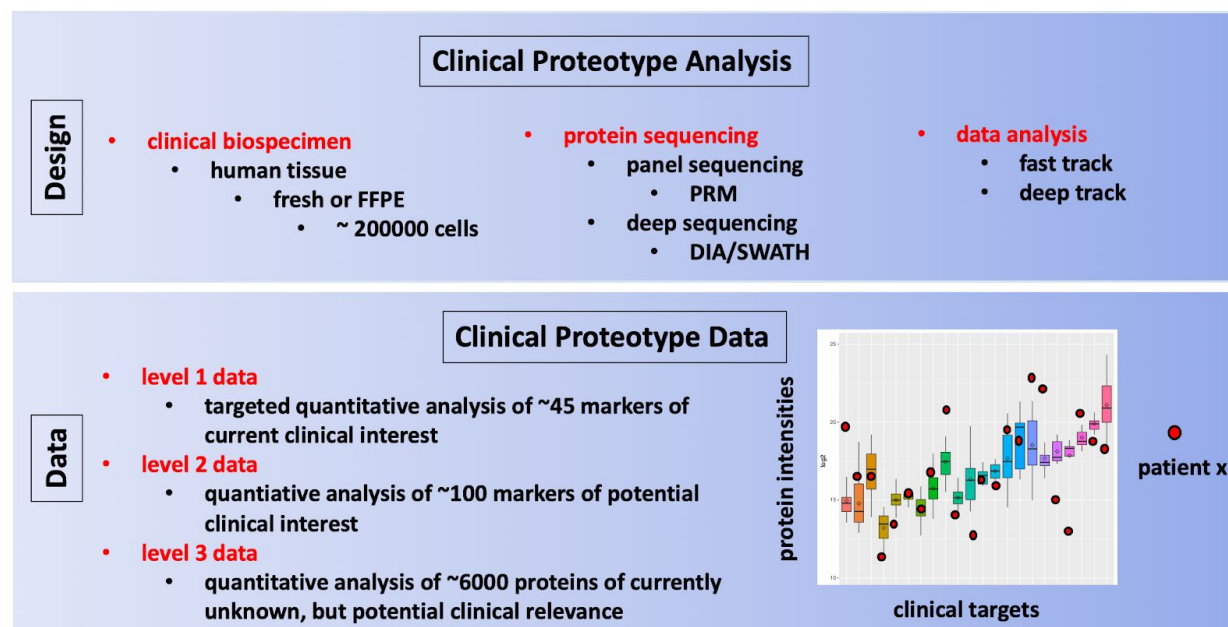 Clinical Proteotype Analysis
Design
• clinical biospecimen
• human tissue
• fresh or FFPE
• ~ 200000 cells
• protein sequencing
• panel sequencing
• PRM
• deep sequencing
• DIA/SWATH
• data analysis
• fast track
• deep track
Clinical Proteotype Data
Data
• level 1 data
• targeted quantitative analysis of ~45 markers of
current clinical interest
• level 2 data
• quantiative analysis of ~100 markers of potential
clinical interest
• level 3 data
• quantitative analysis of ~6000 proteins of currently
unknown, but potential clinical relevance
protein intensities
log2
25
20
15
10
clinical targets
patient x